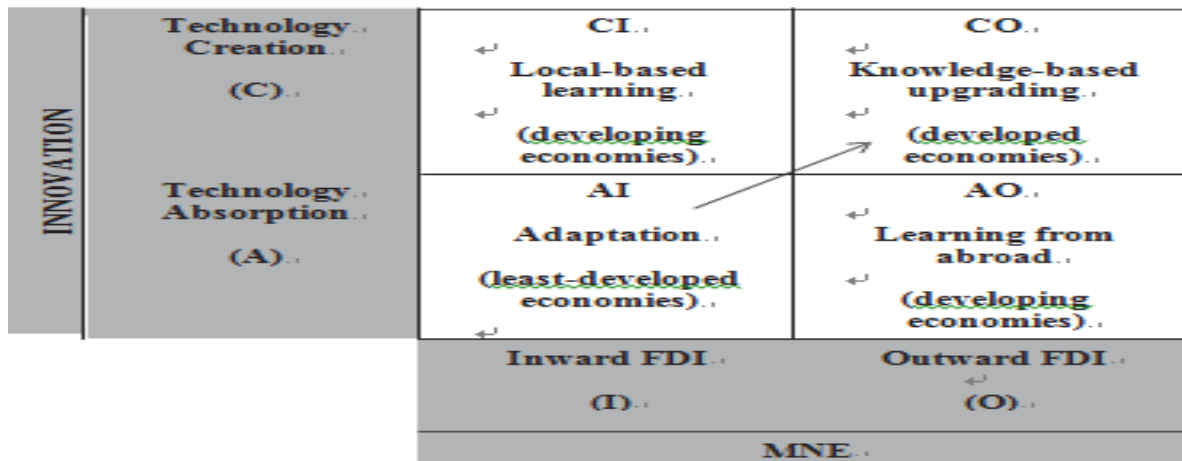 INNOVATION
Technology
Creation
(C)
CI
Local-based
learning
(developing
economies)
CO
Knowledge-based
upgrading
(developed
economies)
Technology
Absorption
(A)
AI
Adaptation
(least-developed
economies)
AO
Learning from
abroad
(developing
economies)
Inward FDI
(I)
Outward FDI
(O)
MNE